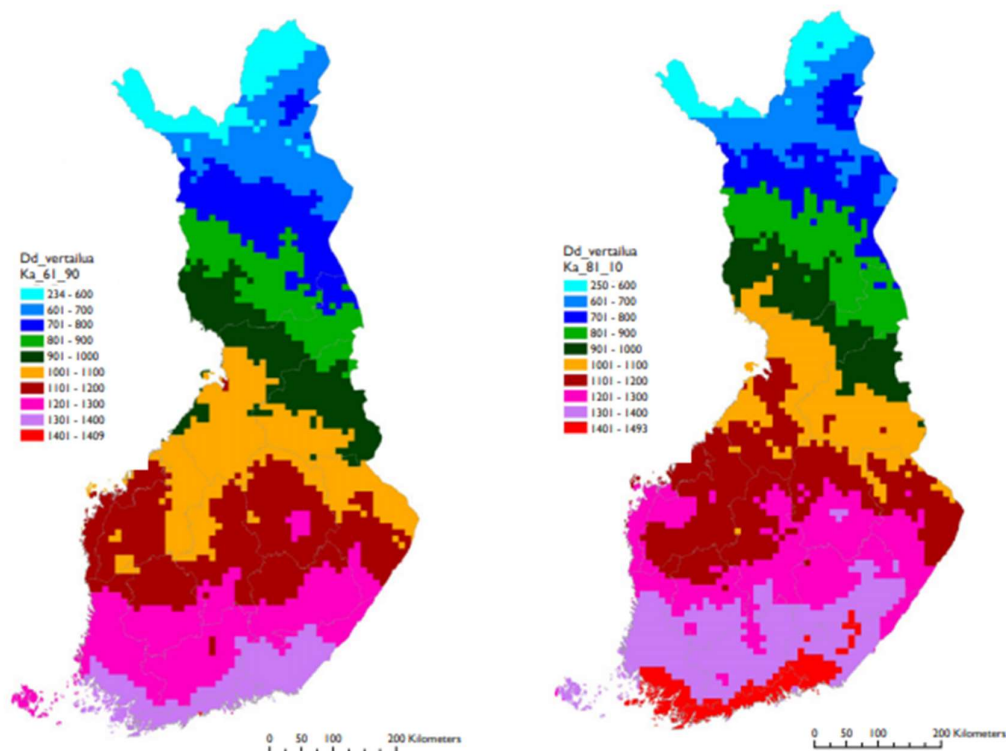 Dd_vertailua
Ka_61_90
234 - 600
601 - 700
701 - 800
801 - 900
901 - 1000
1001 - 1100
1101 - 1200
1201 - 1300
1301 - 1400
1401 - 1409
0 50 100 200 Kilometers
Dd_vertailua
Ka_81_10
250 - 600
601 - 700
701 - 800
801 - 900
901 - 1000
1001 - 1100
1101 - 1200
1201 - 1300
1301 - 1400
1401 - 1493
0 50 100 200 Kilometers